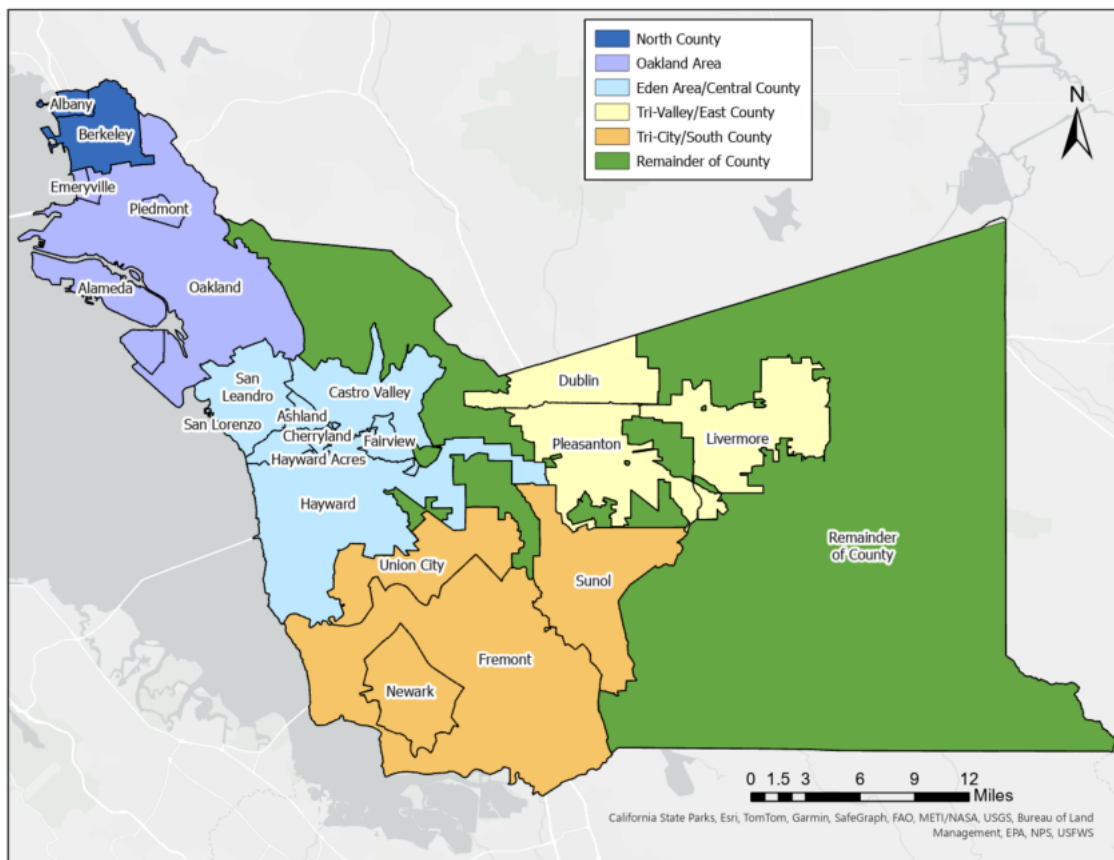 North County
Oakland Area
Eden Area/Central County
Tri-Valley/East County
Tri-City/South County
Remainder of County
N
Albany
Berkeley
Emeryville
Piedmont
Alameda
Oakland
San
Leandro
Castro Valley
San Lorenzo
Ashland
Cherryland
Fairview
Hayward Acres
Hayward
Dublin
Pleasanton
Livermore
Union City
Sunol
Remainder
of County
Fremont
Newark
0 1.5 3 6 9 12
Miles
California State Parks, Esri, TomTom, Garmin, SafeGraph, FAO, METI/NASA, USGS, Bureau of Land
Management, EPA, NPS, USFWS